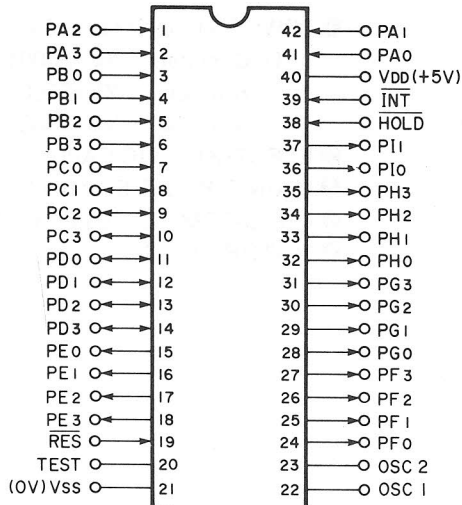 PA2 1 42 PA1
PA3 2 41 PA0
PB0 3 40 VDD(+5V)
PB1 4 39 INT
PB2 5 38 HOLD
PB3 6 37 PI1
PC0 7 36 PI0
PC1 8 35 PH3
PC2 9 34 PH2
PC3 10 33 PH1
PD0 11 32 PH0
PD1 12 31 PG3
PD2 13 30 PG2
PD3 14 29 PG1
PE0 15 28 PG0
PE1 16 27 PF3
PE2 17 26 PF2
PE3 18 25 PF1
RES 19 24 PF0
TEST 20 23 OSC 2
(0V)VSS 21 22 OSC 1